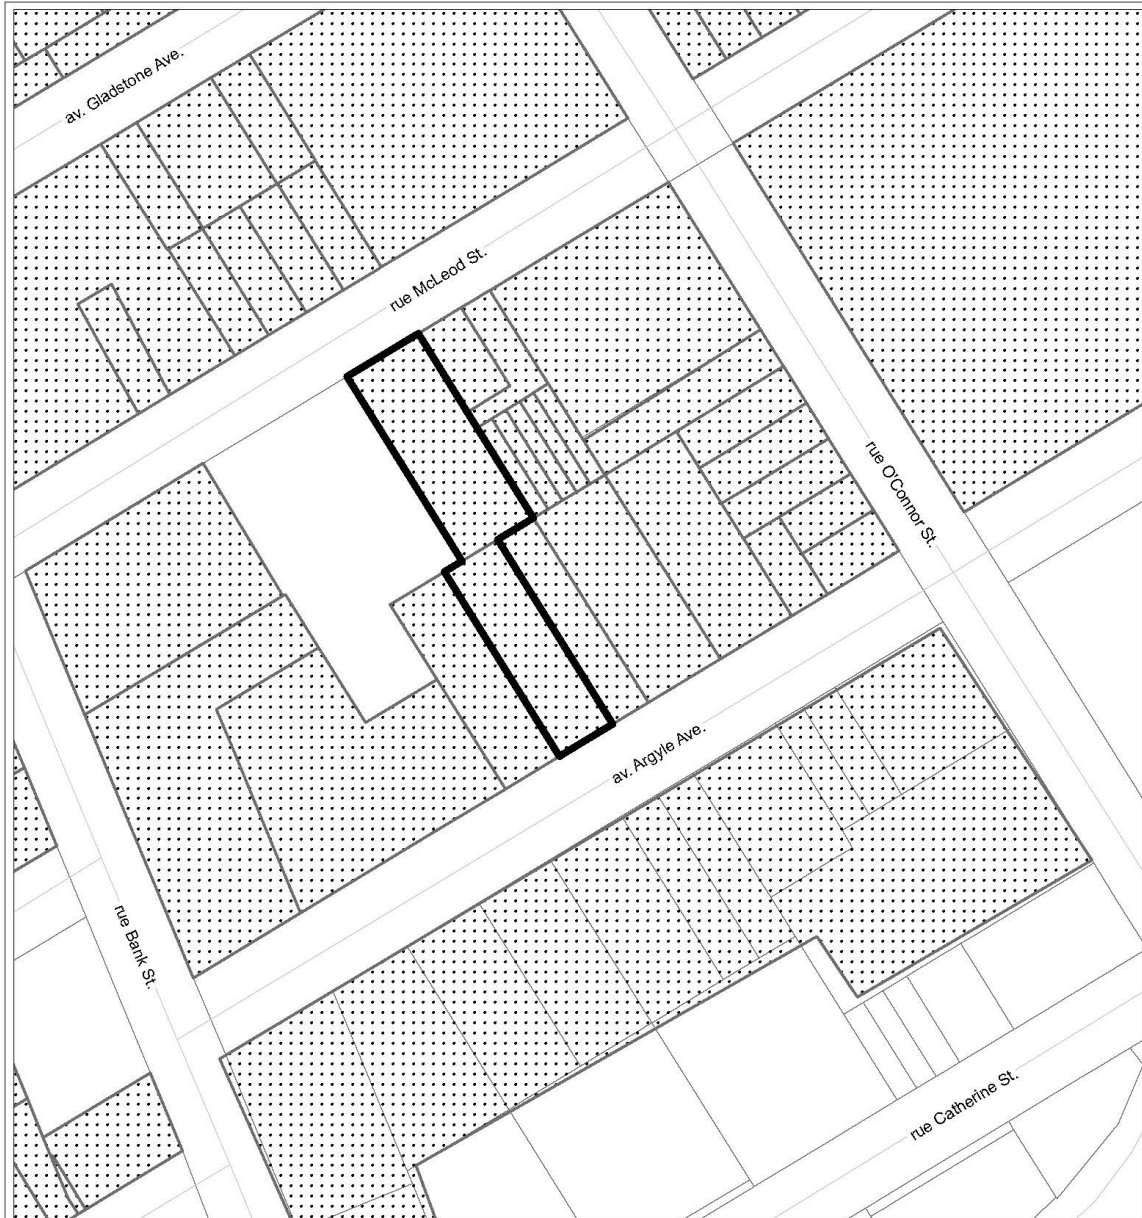 av. Gladstone Ave.
rue McLeod St.
rue O'Connor St.
av. Argyle Ave.
rue Bank St.
rue Catherine St.